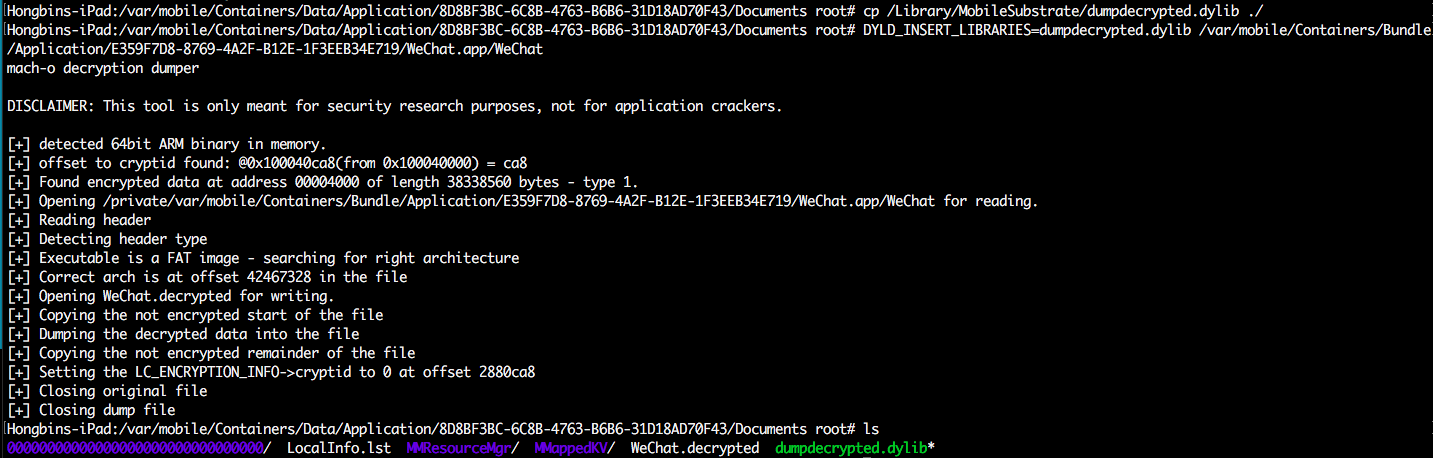 Hongbins-iPad:/var/mobile/Containers/Data/Application/8D8BF3BC-6C8B-4763-B6B6-31D18AD70F43/Documents root# cp /Library/MobileSubstrate/dumpdecrypted.dylib ./
Hongbins-iPad:/var/mobile/Containers/Data/Application/8D8BF3BC-6C8B-4763-B6B6-31D18AD70F43/Documents root# DYLD_INSERT_LIBRARIES=dumpdecrypted.dylib /var/mobile/Containers/Bundle
/Application/E359F7D8-8769-4A2F-B12E-1F3EEB34E719/WeChat.app/WeChat
mach-o decryption dumper
DISCLAIMER: This tool is only meant for security research purposes, not for application crackers.
[+] detected 64bit ARM binary in memory.
[+] offset to cryptid found: @0x100040ca8(from 0x100040000) = ca8
[+] Found encrypted data at address 00004000 of length 38338560 bytes - type 1.
[+] Opening /private/var/mobile/Containers/Bundle/Application/E359F7D8-8769-4A2F-B12E-1F3EEB34E719/WeChat.app/WeChat for reading.
[+] Reading header
[+] Detecting header type
[+] Executable is a FAT image - searching for right architecture
[+] Correct arch is at offset 42467328 in the file
[+] Opening WeChat.decrypted for writing.
[+] Copying the not encrypted start of the file
[+] Dumping the decrypted data into the file
[+] Copying the not encrypted remainder of the file
[+] Setting the LC_ENCRYPTION_INFO->cryptid to 0 at offset 2880ca8
[+] Closing original file
[+] Closing dump file
Hongbins-iPad:/var/mobile/Containers/Data/Application/8D8BF3BC-6C8B-4763-B6B6-31D18AD70F43/Documents root# ls
00000000000000000000000000000000/ LocalInfo.lst MMResourceMgr/ MMappedKV/ WeChat.decrypted dumpdecrypted.dylib*